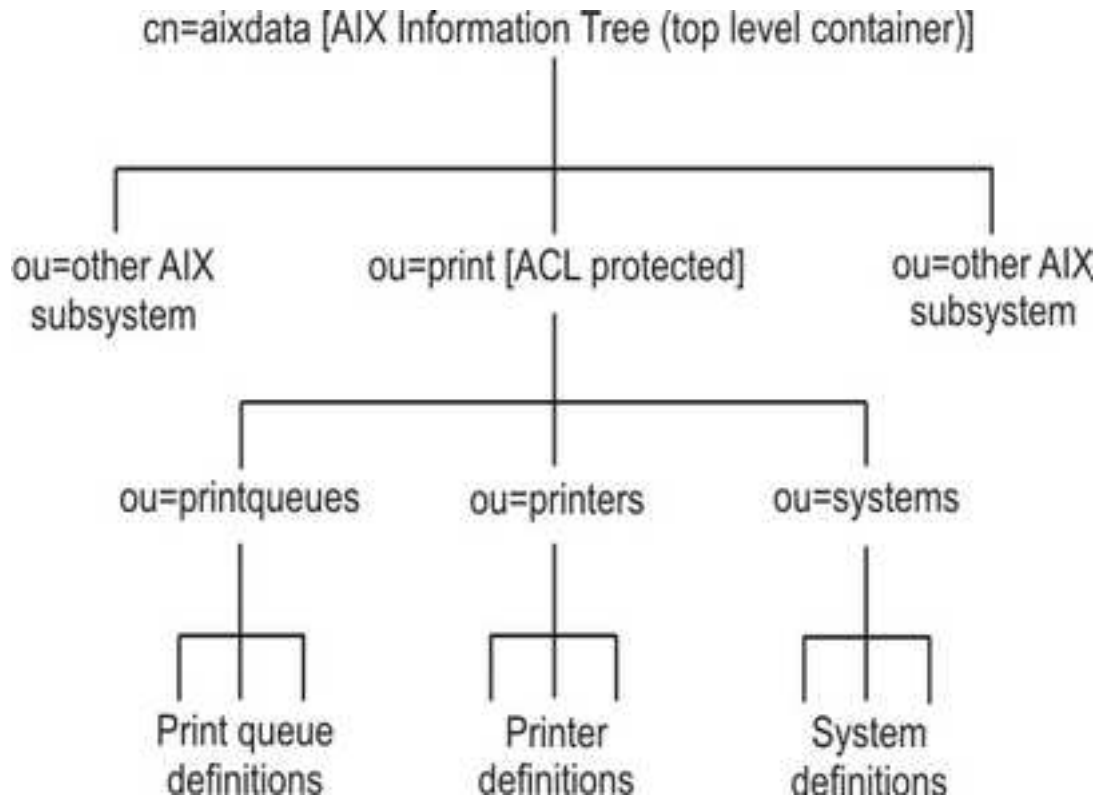 cn=aixdata [AIX Information Tree (top level container)]
ou=other AIX
subsystem
ou=print [ACL protected]
ou=other AIX
subsystem
ou=printqueues
ou=printers
ou=systems
Print queue
definitions
Printer
definitions
System
definitions